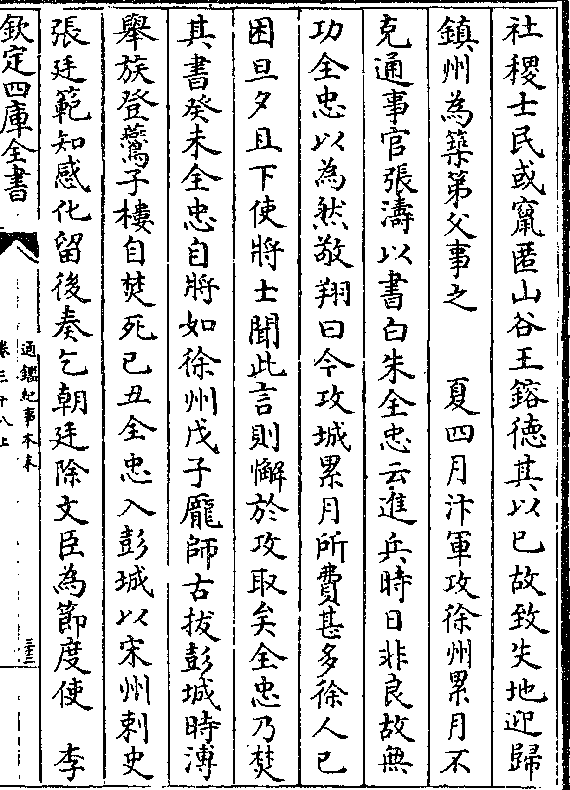 社稷士民或竄匿山谷王鎔徳其以已故致失地迎歸
鎮州為築第父事之　夏四月汴軍攻徐州累月不
克通事官張濤以書白朱全忠云進兵時日非良故無
功全忠以為然敬翔曰今攻城累月所費甚多徐人已
困旦夕且下使將士聞此言則懈於攻取矣全忠乃焚
其書癸未全忠自將如徐州戊子龎師古拔彭城時溥
舉族登鷰子樓自焚死已丑全忠入彭城以宋州刺史
張廷範知感化留後奏乞朝廷除文臣為節度使　李
欽定四庫全書
通鑑紀事本末
卷三十八上
三十三